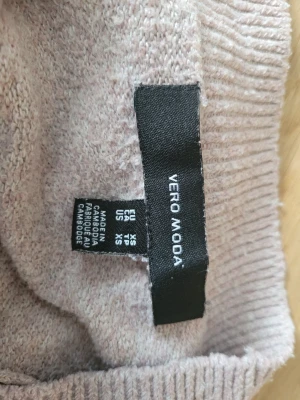 VERO MODA
EU XS
CA TP
US XS
MADE IN
CAMBODIA
FABRIQUÉ AU
CAMBODGE